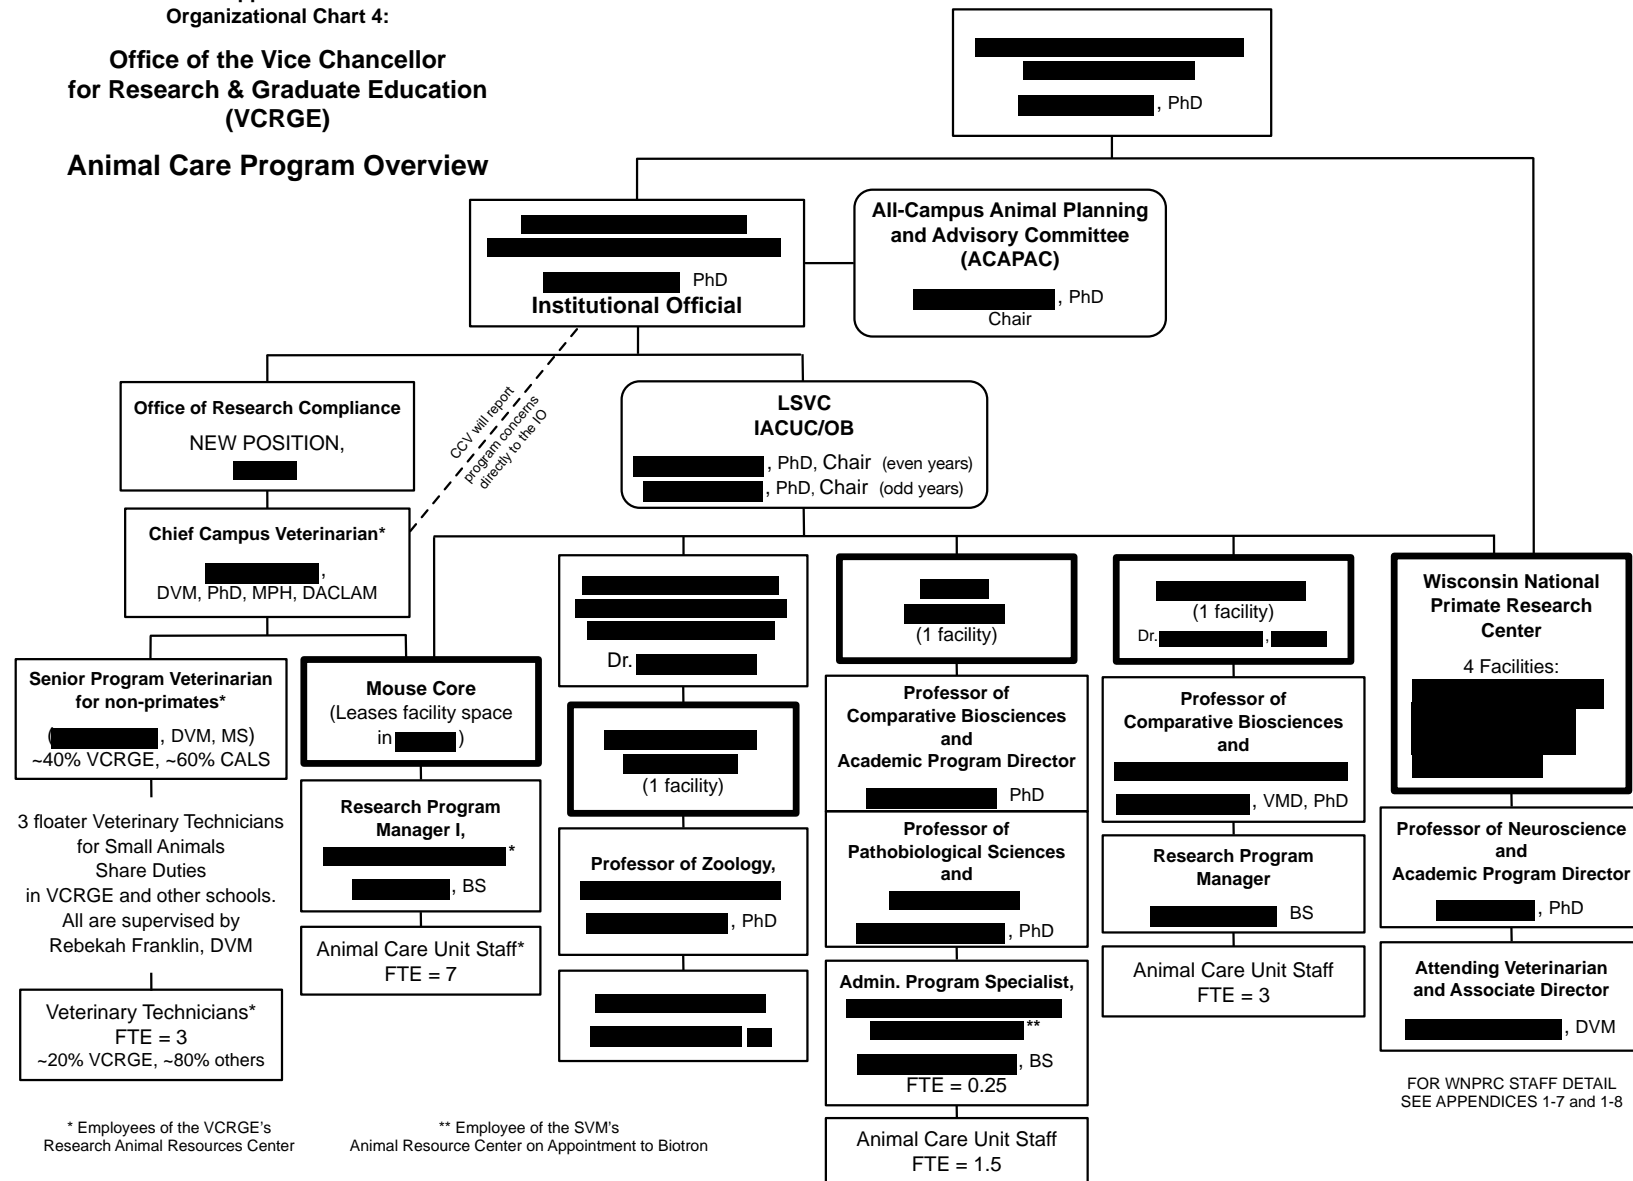 Organizational Chart 4:
Office of the Vice Chancellor
for Research & Graduate Education
(VCRGE)
Animal Care Program Overview
, PhD
PhD
Institutional Official
All-Campus Animal Planning
and Advisory Committee
(ACAPAC)
, PhD
Chair
CCV will report
program concerns
directly to the IO
Office of Research Compliance
NEW POSITION,
LSVC
IACUC/OB
, PhD, Chair (even years)
, PhD, Chair (odd years)
Chief Campus Veterinarian*
,
DVM, PhD, MPH, DACLAM
Senior Program Veterinarian
for non-primates*
( , DVM, MS)
~40% VCRGE, ~60% CALS
3 floater Veterinary Technicians
for Small Animals
Share Duties
in VCRGE and other schools.
All are supervised by
Rebekah Franklin, DVM
Veterinary Technicians*
FTE = 3
~20% VCRGE, ~80% others
Mouse Core
(Leases facility space
in )
Research Program
Manager I,
*
, BS
Animal Care Unit Staff*
FTE = 7
Dr.
(1 facility)
Professor of Zoology,
, PhD
(1 facility)
Professor of
Comparative Biosciences
and
Academic Program Director
PhD
Professor of
Pathobiological Sciences
and
, PhD
Admin. Program Specialist,
**
, BS
FTE = 0.25
Animal Care Unit Staff
FTE = 1.5
(1 facility)
Dr. ,
Professor of
Comparative Biosciences
and
, VMD, PhD
Research Program
Manager
BS
Animal Care Unit Staff
FTE = 3
Wisconsin National
Primate Research
Center
4 Facilities:
Professor of Neuroscience
and
Academic Program Director
, PhD
Attending Veterinarian
and Associate Director
, DVM
FOR WNPRC STAFF DETAIL
SEE APPENDICES 1-7 and 1-8
* Employees of the VCRGE's
Research Animal Resources Center
** Employee of the SVM's
Animal Resource Center on Appointment to Biotron